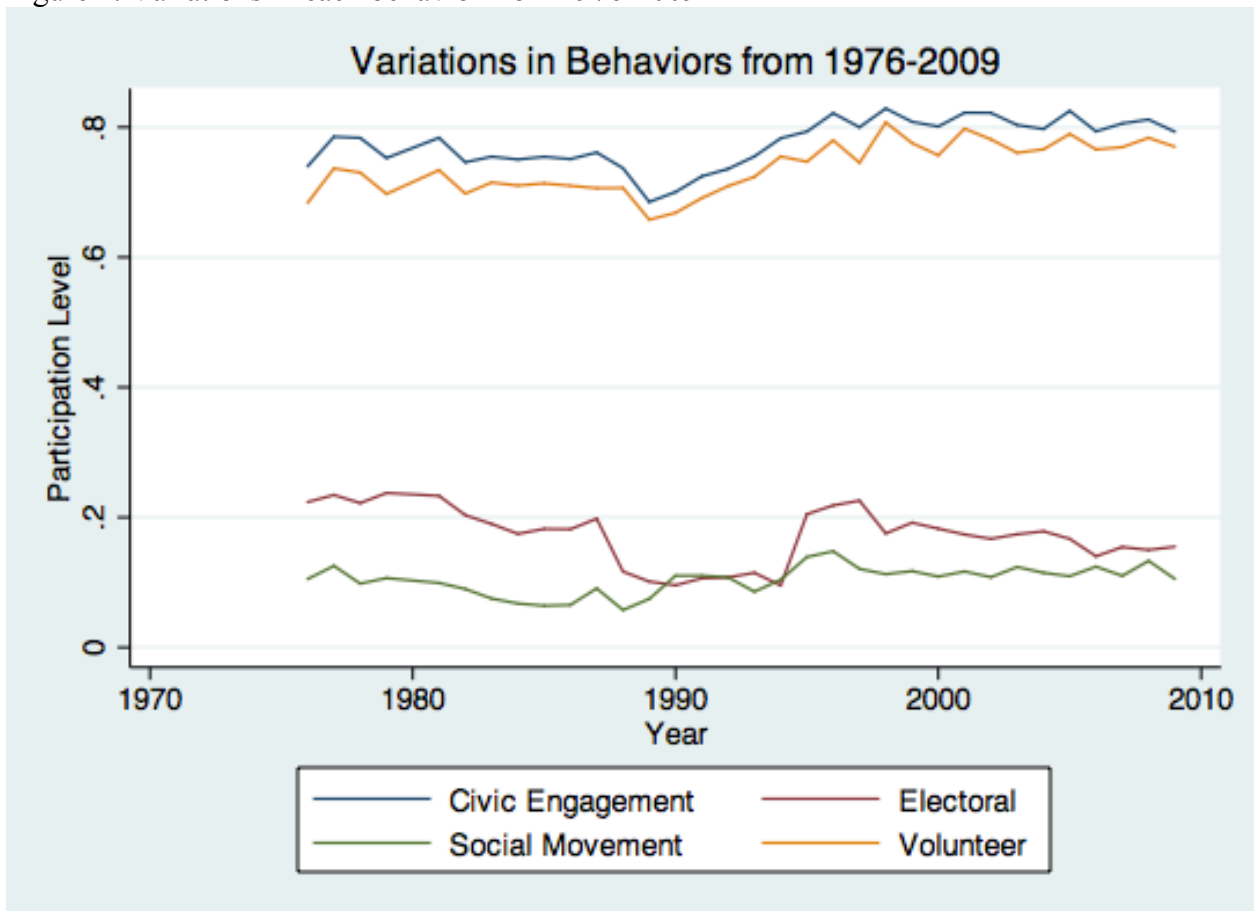 Variations in Behaviors from 1976-2009
.8
.6
.4
.2
0
Participation Level
1970 1980 1990 2000 2010
Year
Civic Engagement Electoral
Social Movement Volunteer